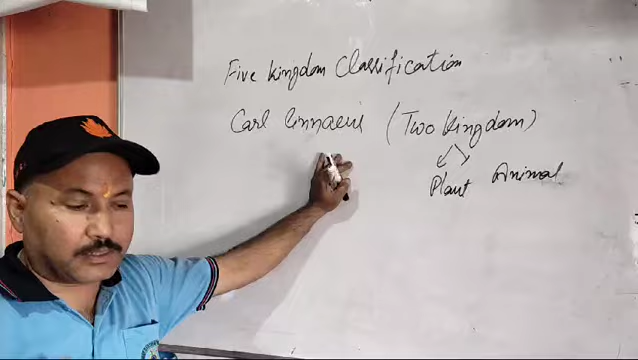 Five Kingdom Classification
Carl Linnaeus (Two Kingdom)
Plant Animal